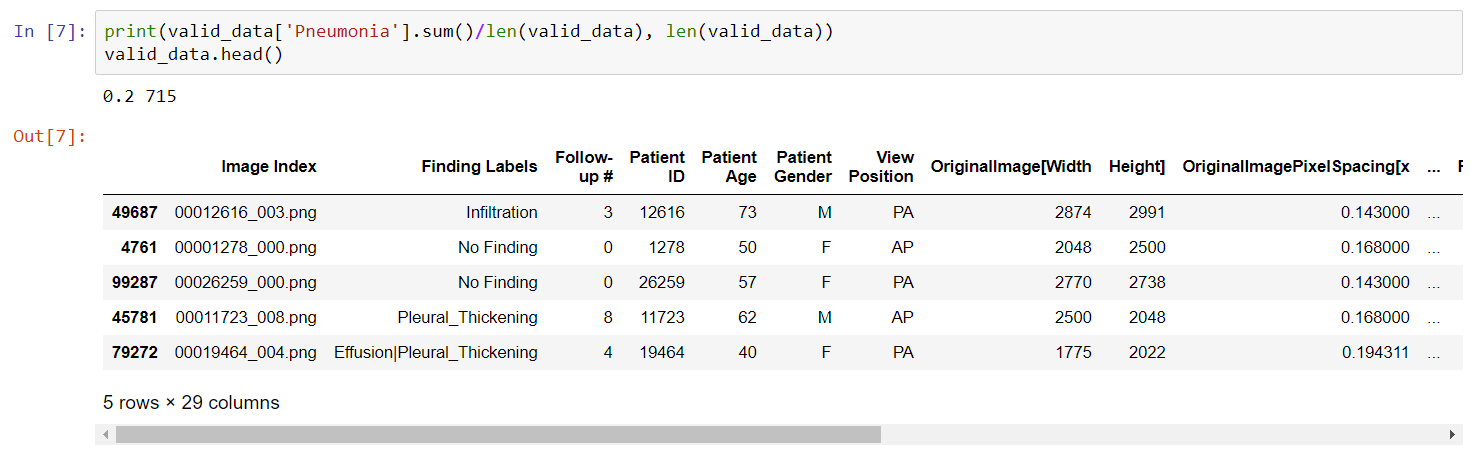 In [7]: print(valid_data['Pneumonia'].sum()/len(valid_data), len(valid_data))
valid_data.head()
0.2 715
Out[7]:
Image Index Finding Labels Follow-up # Patient ID Patient Age Patient Gender View Position OriginalImage[Width Height] OriginalImagePixelSpacing[x ...
49687 00012616_003.png Infiltration 3 12616 73 M PA 2874 2991 0.143000 ...
4761 00001278_000.png No Finding 0 1278 50 F AP 2048 2500 0.168000 ...
99287 00026259_000.png No Finding 0 26259 57 F PA 2770 2738 0.143000 ...
45781 00011723_008.png Pleural_Thickening 8 11723 62 M AP 2500 2048 0.168000 ...
79272 00019464_004.png Effusion|Pleural_Thickening 4 19464 40 F PA 1775 2022 0.194311 ...
5 rows × 29 columns